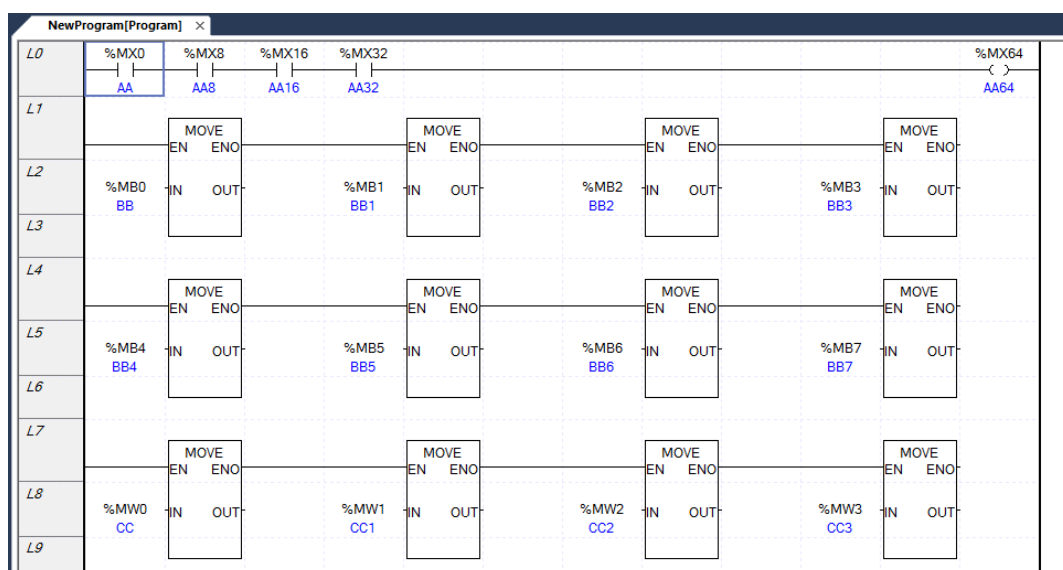 NewProgram[Program] ×
L0 %MX0 %MX8 %MX16 %MX32 %MX64
AA AA8 AA16 AA32 AA64
L1
MOVE MOVE MOVE MOVE
EN ENO EN ENO EN ENO EN ENO
L2
%MB0 IN OUT %MB1 IN OUT %MB2 IN OUT %MB3 IN OUT
BB BB1 BB2 BB3
L3
L4
MOVE MOVE MOVE MOVE
EN ENO EN ENO EN ENO EN ENO
L5
%MB4 IN OUT %MB5 IN OUT %MB6 IN OUT %MB7 IN OUT
BB4 BB5 BB6 BB7
L6
L7
MOVE MOVE MOVE MOVE
EN ENO EN ENO EN ENO EN ENO
L8
%MW0 IN OUT %MW1 IN OUT %MW2 IN OUT %MW3 IN OUT
CC CC1 CC2 CC3
L9